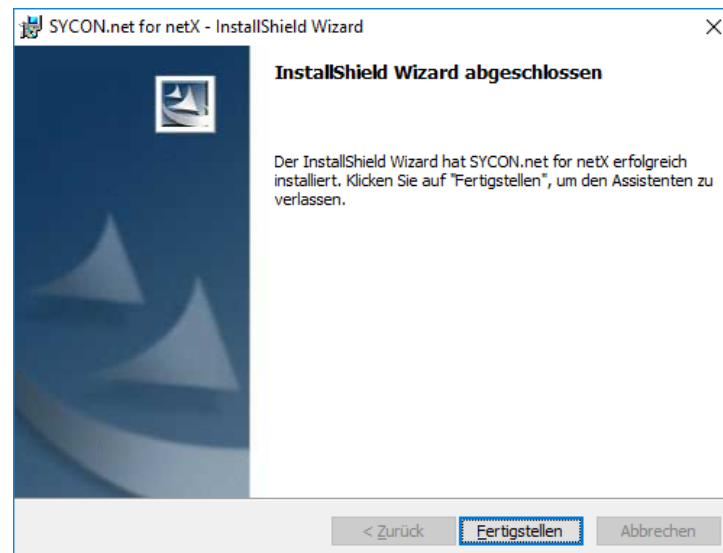 SYCON.net for netX - InstallShield Wizard
InstallShield Wizard abgeschlossen
Der InstallShield Wizard hat SYCON.net for netX erfolgreich
installiert. Klicken Sie auf "Fertigstellen", um den Assistenten zu
verlassen.
< Zurück Fertigstellen Abbrechen